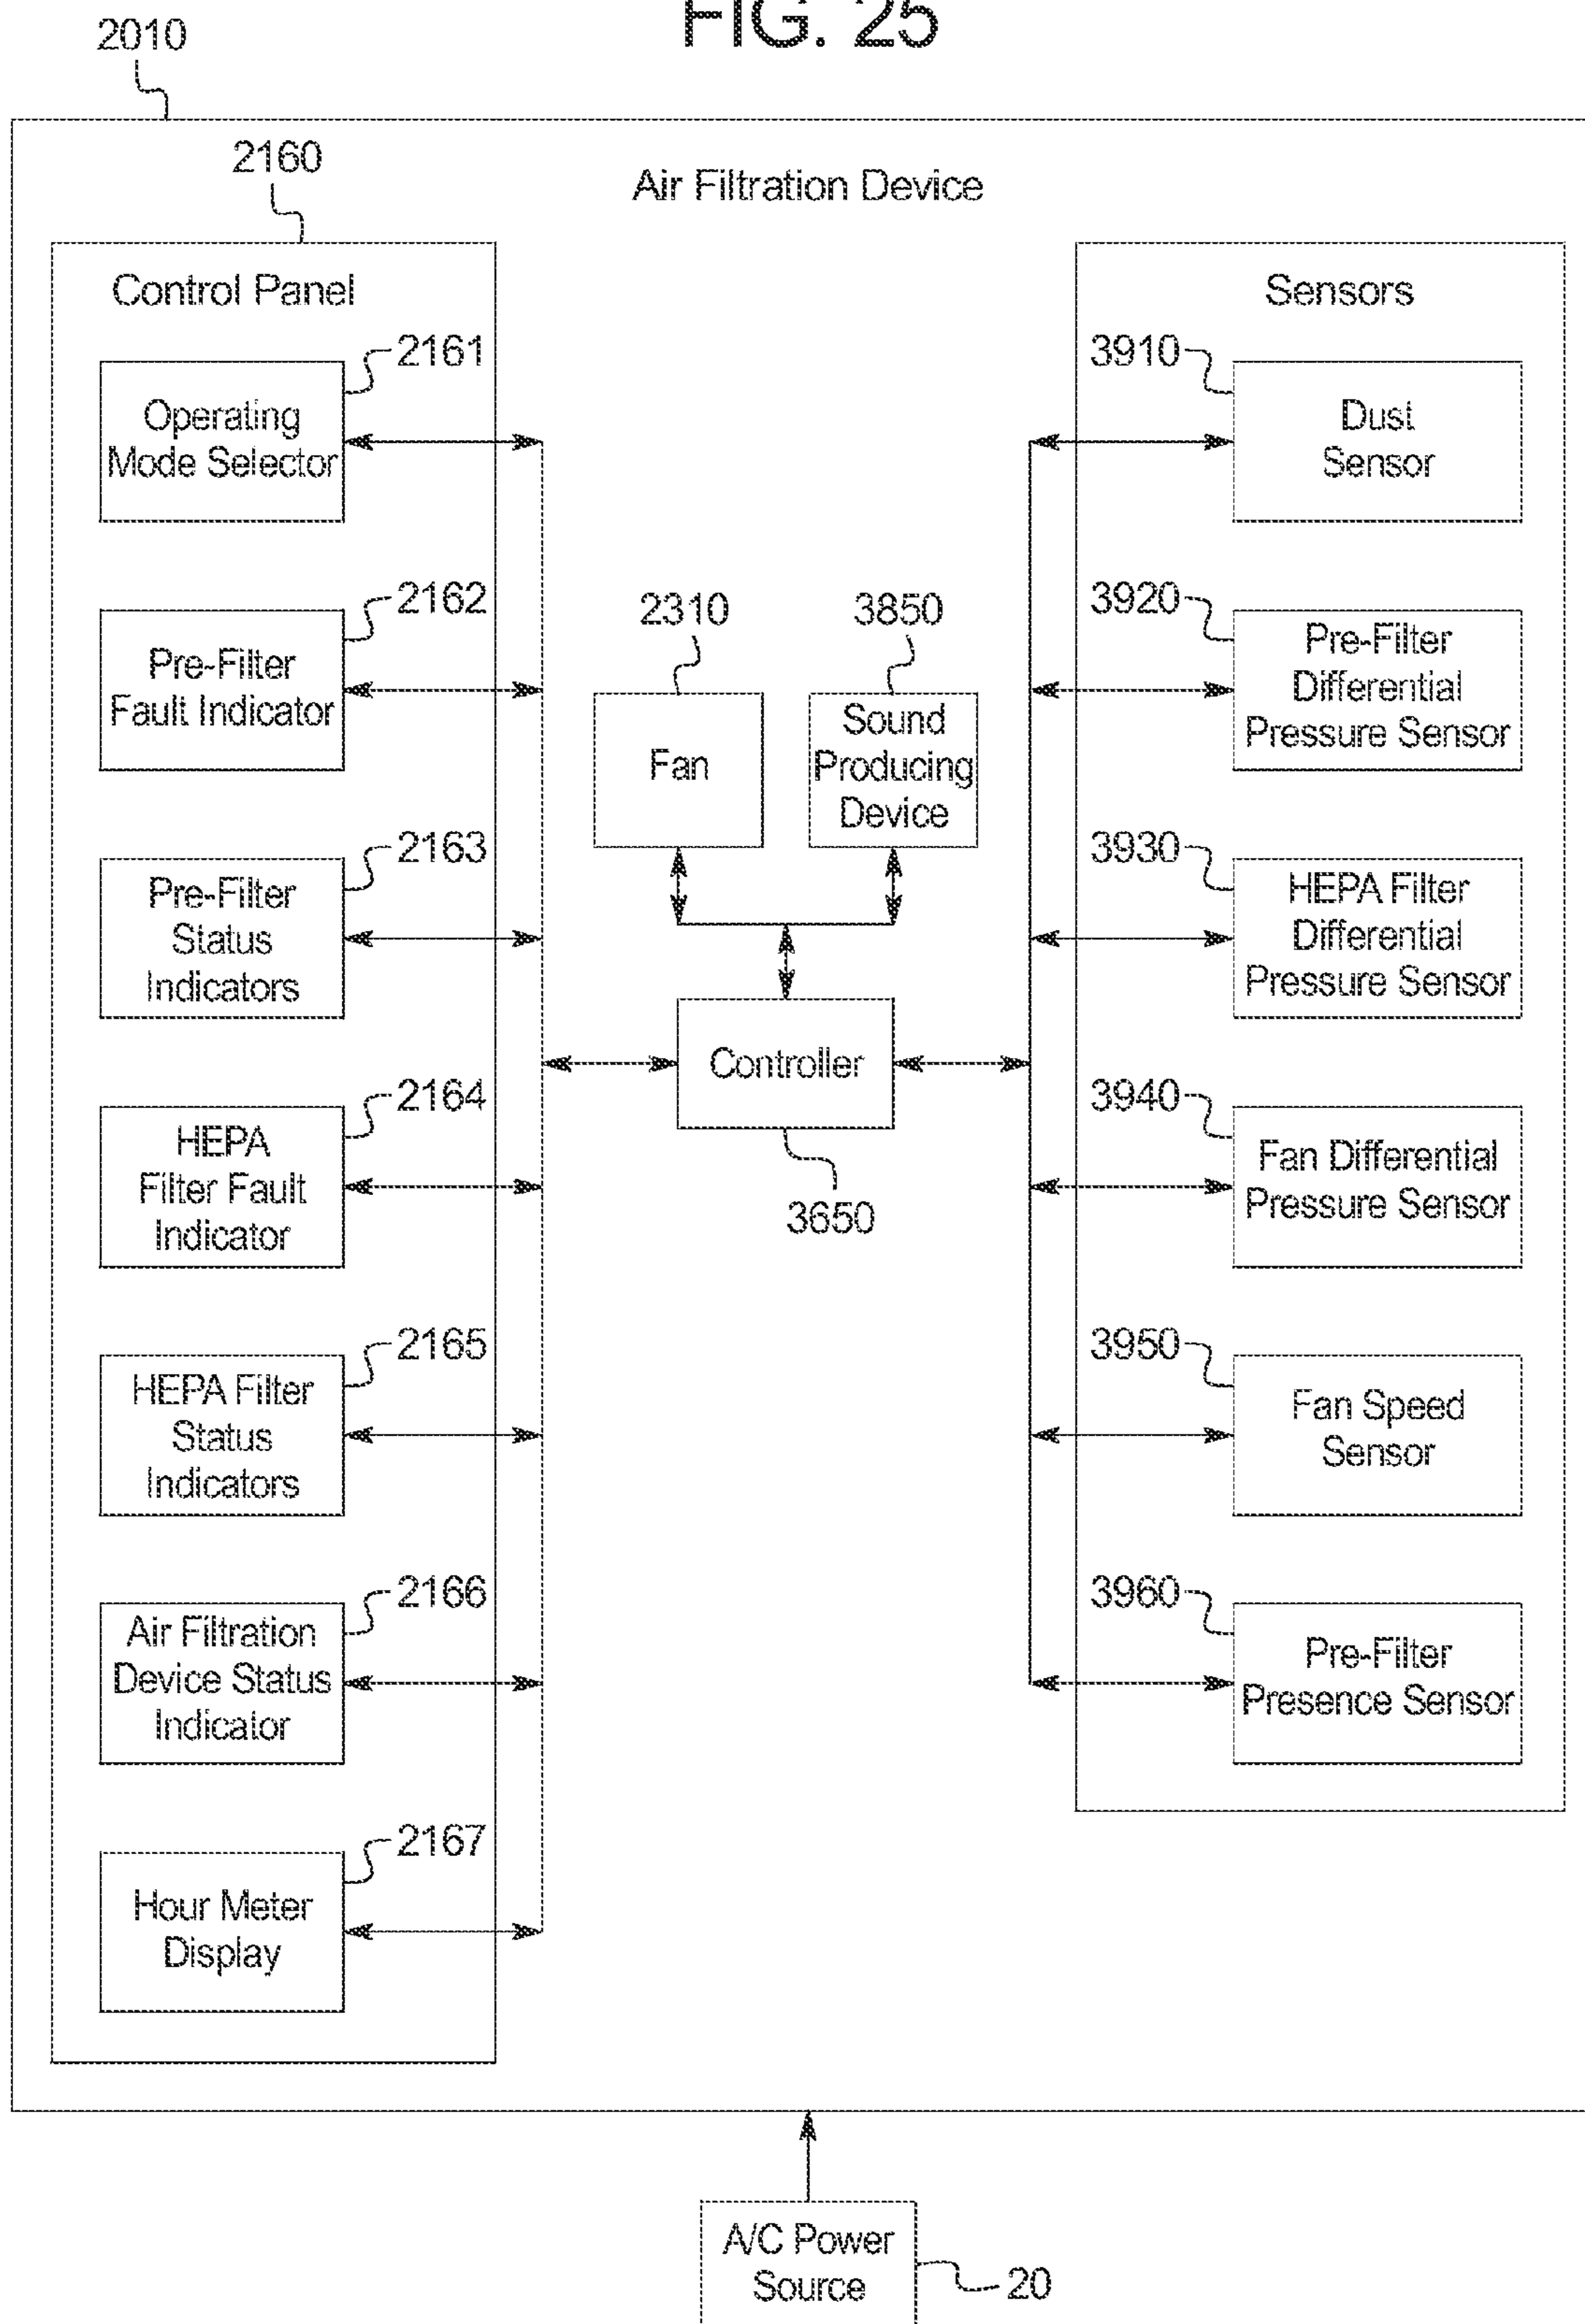 FIG. 25
2010
Air Filtration Device
2160
Control Panel
2161
Operating
Mode Selector
2162
Pre-Filter
Fault Indicator
2163
Pre-Filter
Status
Indicators
2164
HEPA
Filter Fault
Indicator
2165
HEPA Filter
Status
Indicators
2166
Air Filtration
Device Status
Indicator
2167
Hour Meter
Display
2310
Fan
3850
Sound
Producing
Device
Controller
3650
Sensors
3910
Dust
Sensor
3920
Pre-Filter
Differential
Pressure Sensor
3930
HEPA Filter
Differential
Pressure Sensor
3940
Fan Differential
Pressure Sensor
3950
Fan Speed
Sensor
3960
Pre-Filter
Presence Sensor
A/C Power
Source
20